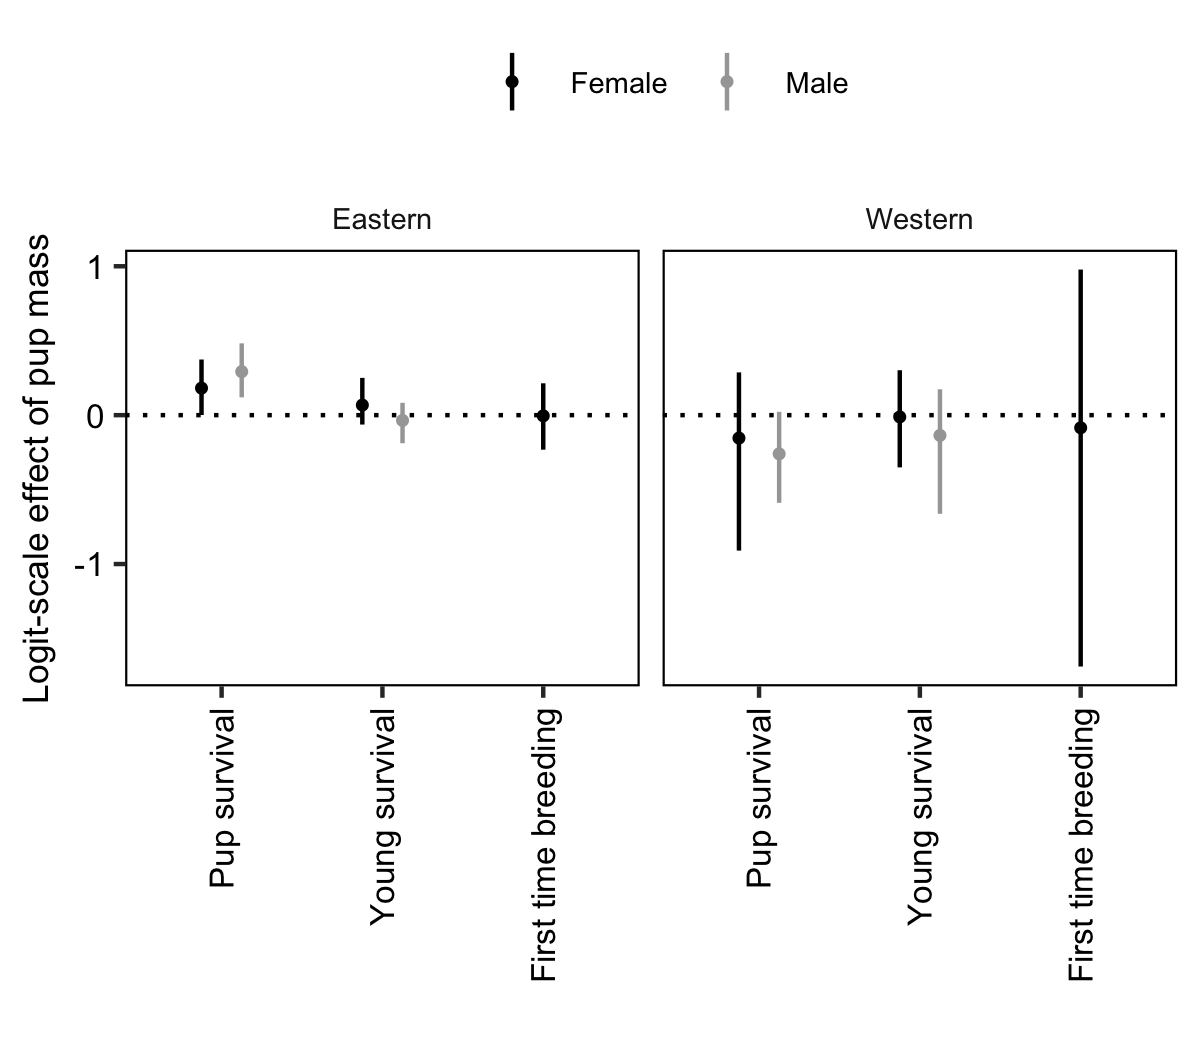 Female Male
Eastern Western
Logit-scale effect of pup mass
1
0
-1
Pup survival
Young survival
First time breeding
Pup survival
Young survival
First time breeding